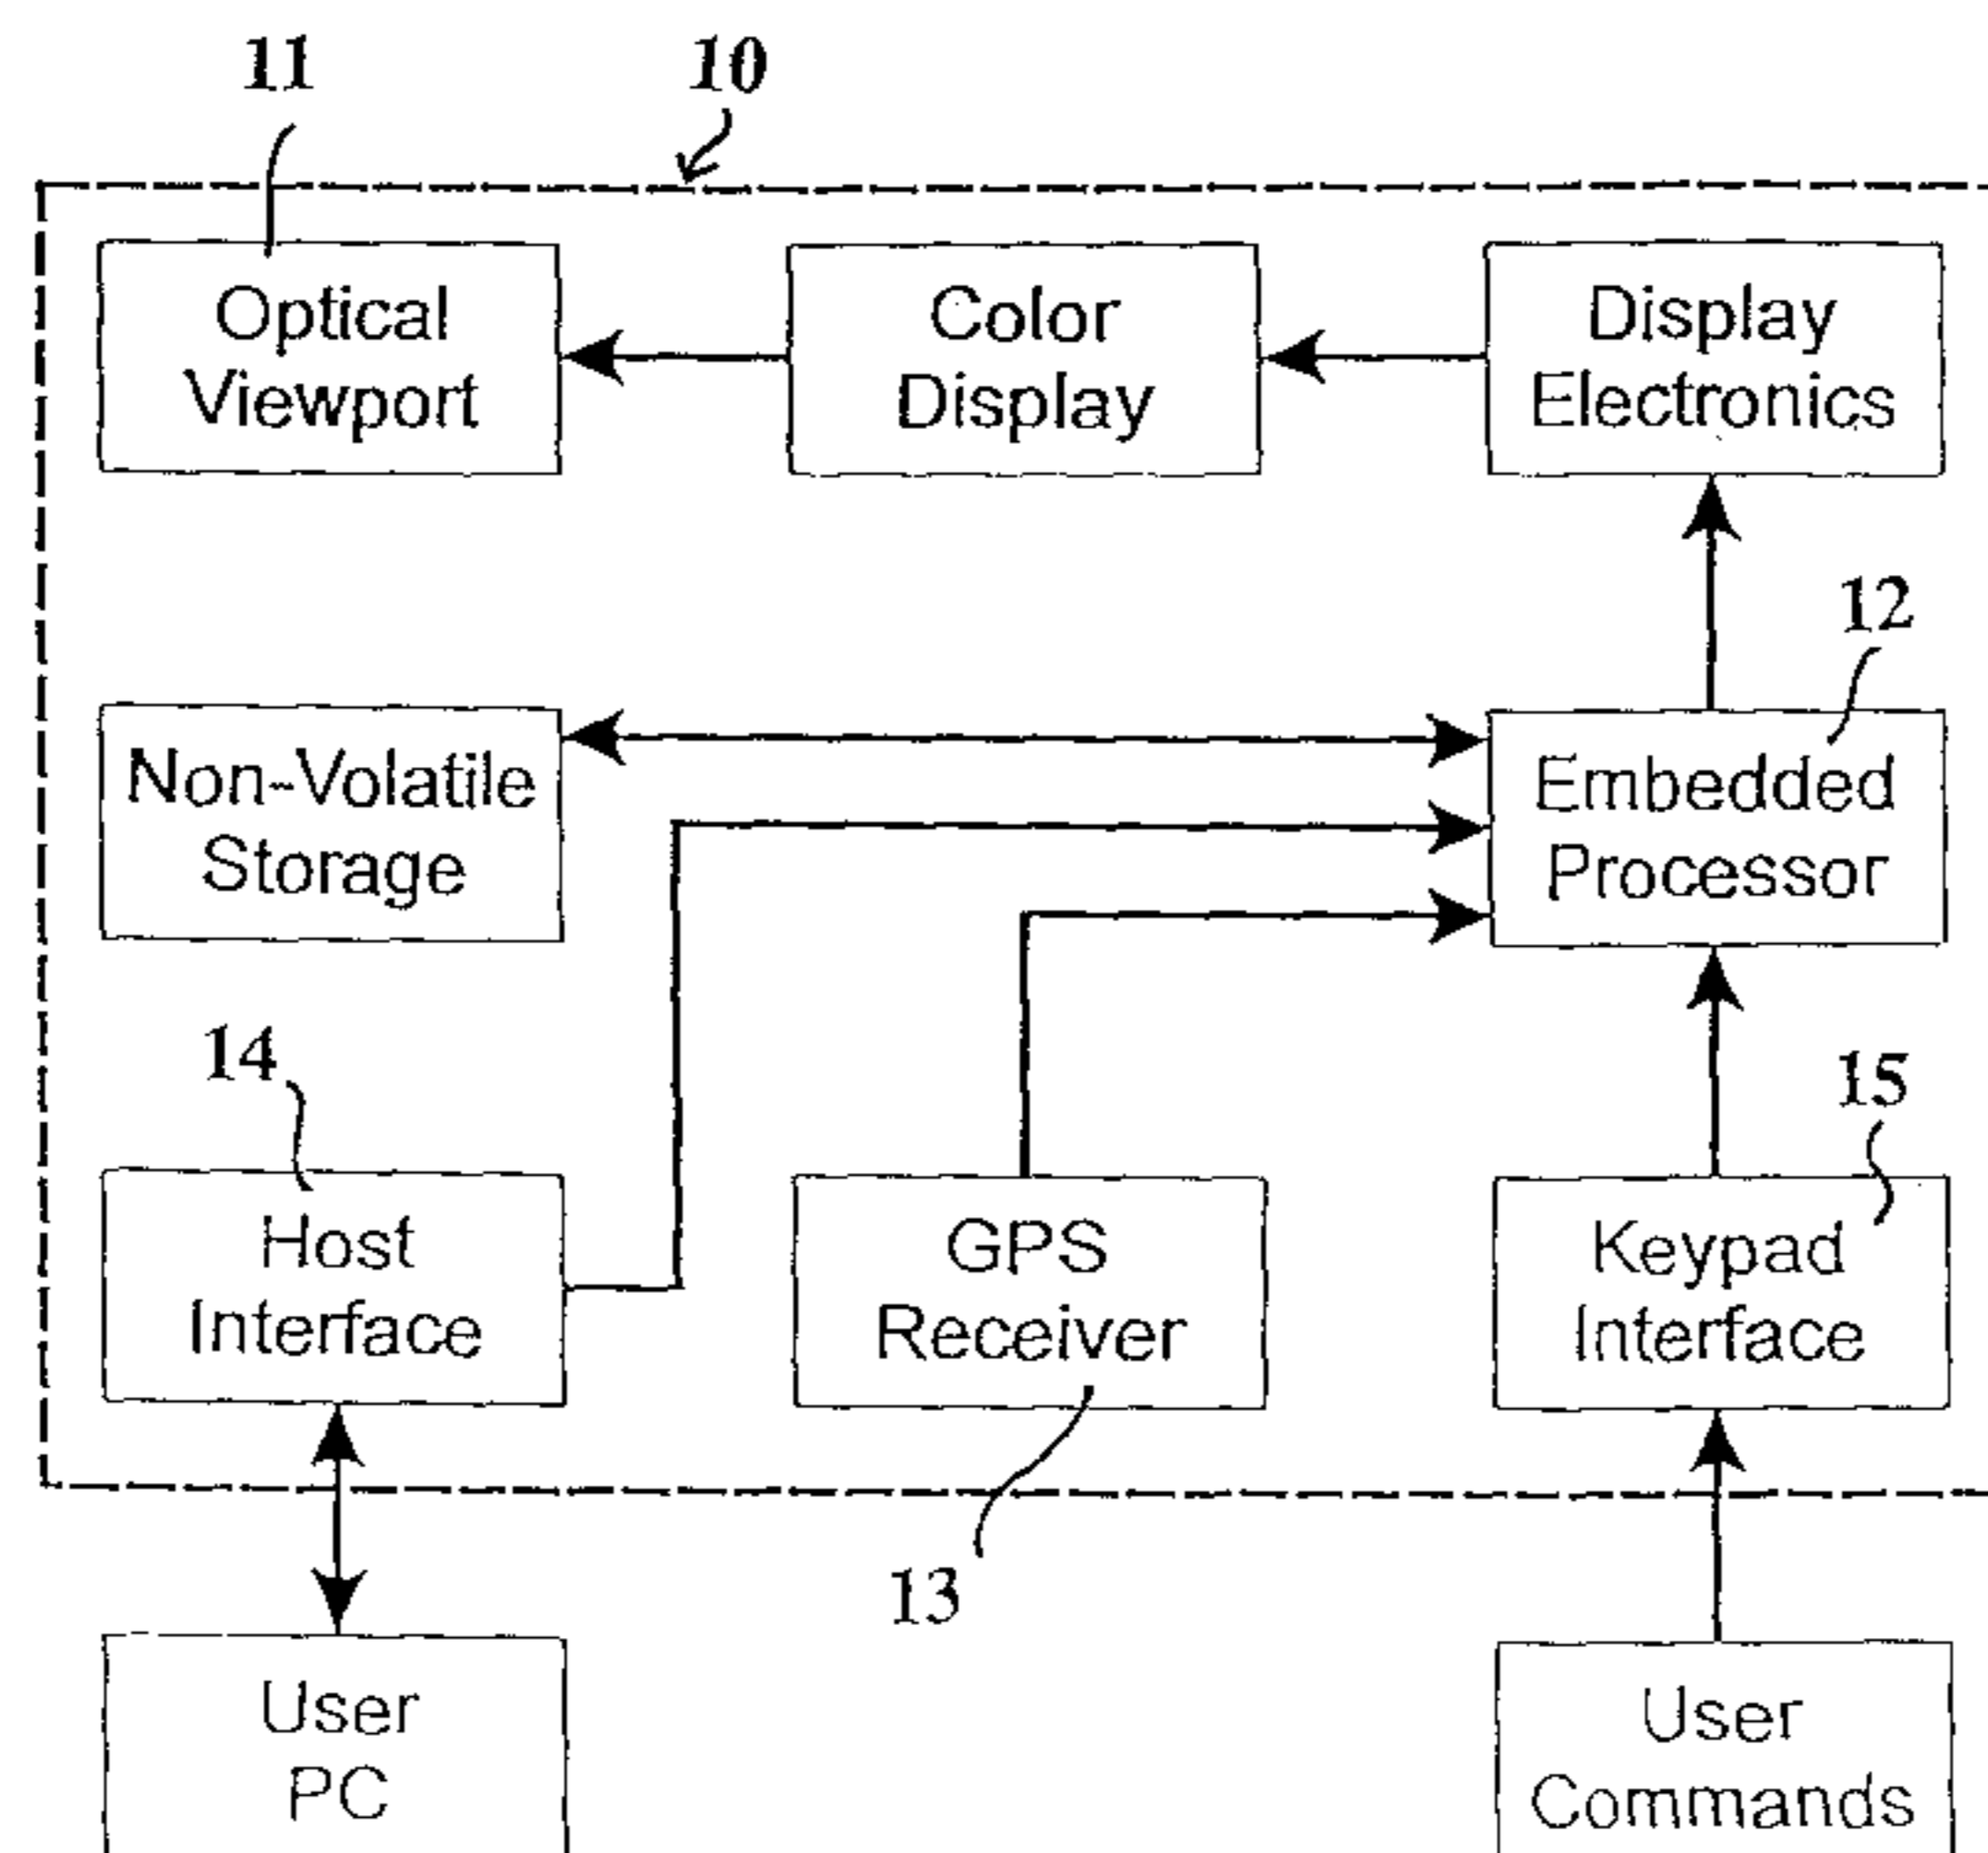 11
10
Optical
Viewport
Color
Display
Display
Electronics
12
Non-Volatile
Storage
Embedded
Processor
14
15
Host
Interface
GPS
Receiver
Keypad
Interface
13
User
PC
User
Commands